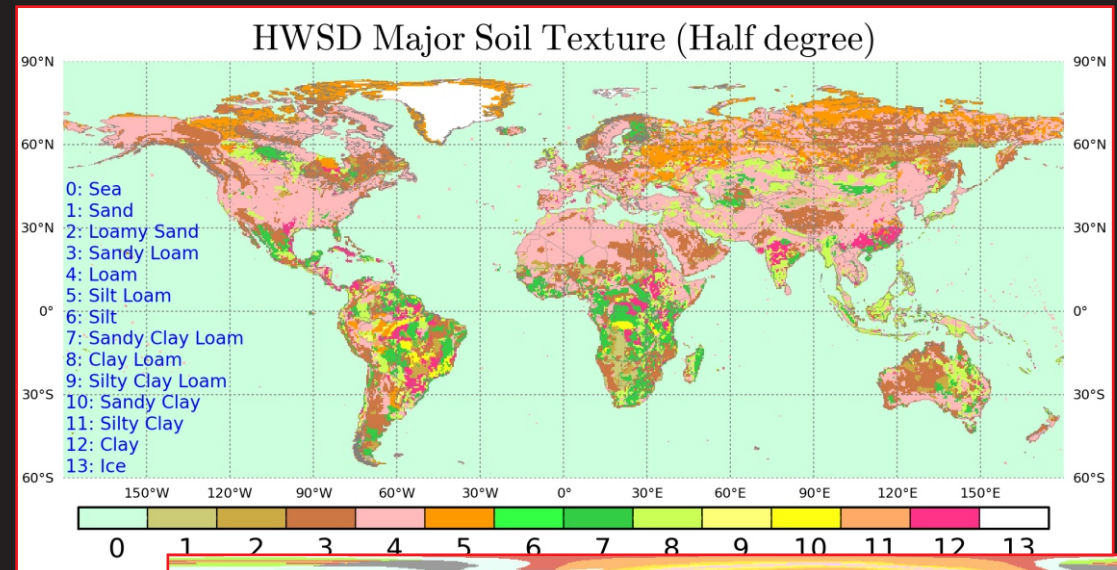 HWSD Major Soil Texture (Half degree)
90°N
90°N
60°N
60°N
0: Sea
1: Sand
30°N
30°N
2: Loamy Sand
3: Sandy Loam
4: Loam
5: Silt Loam
0°
0°
6: Silt
7: Sandy Clay Loam
8: Clay Loam
9: Silty Clay Loam
30°S
30°S
10: Sandy Clay
11: Silty Clay
12: Clay
13: Ice
60°S
60°S
150°W 120°W 90°W 60°W 30°W 0° 30°E 60°E 90°E 120°E 150°E
0 1 2 3 4 5 6 7 8 9 10 11 12 13